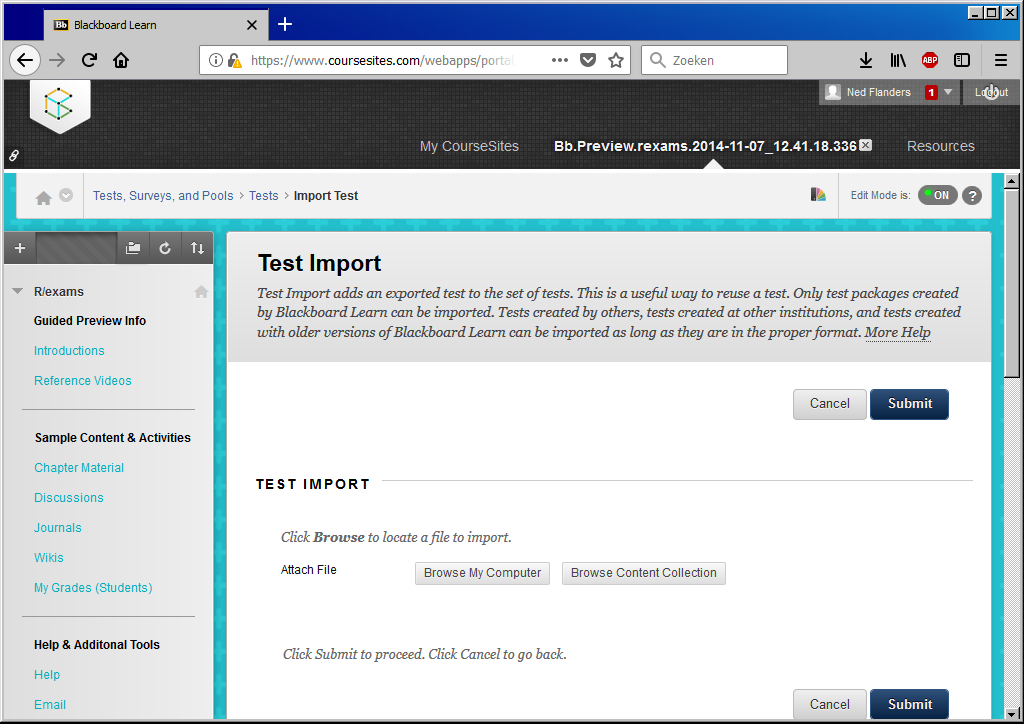 Bb Blackboard Learn
https://www.coursesites.com/webapps/portal
Zoeken
ABP
Ned Flanders 1
Logout
My CourseSites
Bb.Preview.rexams.2014-11-07_12.41.18.336
Resources
Tests, Surveys, and Pools > Tests > Import Test
Edit Mode is: ON ?
R/exams
Guided Preview Info
Introductions
Reference Videos
Sample Content & Activities
Chapter Material
Discussions
Journals
Wikis
My Grades (Students)
Help & Additonal Tools
Help
Email
Test Import
Test Import adds an exported test to the set of tests. This is a useful way to reuse a test. Only test packages created
by Blackboard Learn can be imported. Tests created by others, tests created at other institutions, and tests created
with older versions of Blackboard Learn can be imported as long as they are in the proper format. More Help
Cancel Submit
TEST IMPORT
Click Browse to locate a file to import.
Attach File Browse My Computer Browse Content Collection
Click Submit to proceed. Click Cancel to go back.
Cancel Submit